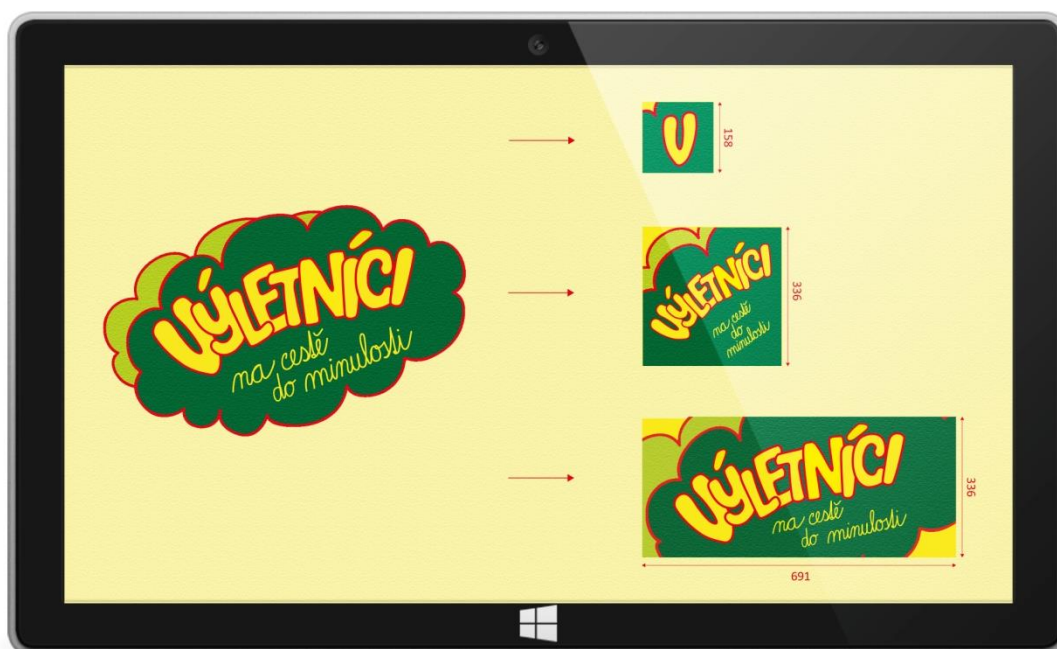 VÝLETNÍCI
na cestě
do minulosti
V
158
VÝLETNÍCI
na cestě
do
minulosti
336
VÝLETNÍCI
na cestě
do minulosti
336
691